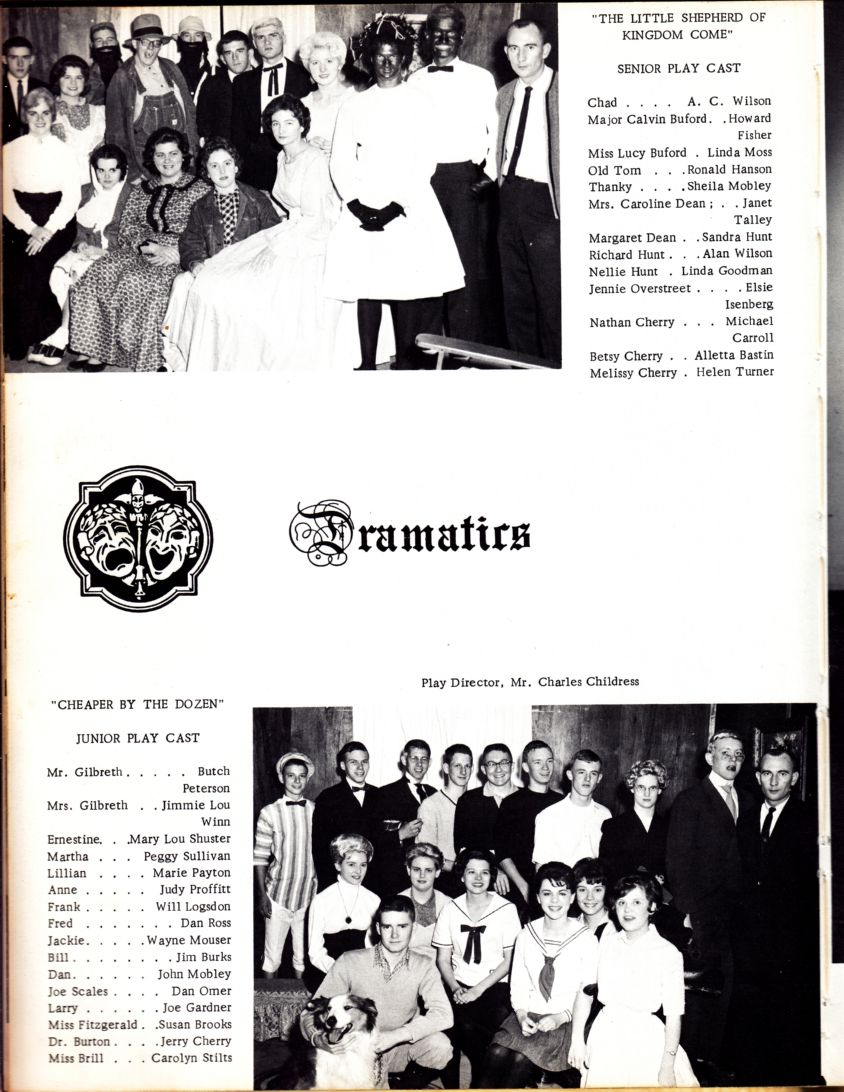 "THE LITTLE SHEPHERD OF
KINGDOM COME"
SENIOR PLAY CAST
Chad . . . . A. C. Wilson
Major Calvin Buford. .Howard
Fisher
Miss Lucy Buford . Linda Moss
Old Tom . . .Ronald Hanson
Thanky . . . .Sheila Mobley
Mrs. Caroline Dean; . . Janet
Talley
Margaret Dean . .Sandra Hunt
Richard Hunt. . .Alan Wilson
Nellie Hunt . Linda Goodman
Jennie Overstreet . . . . Elsie
Isenberg
Nathan Cherry . . . Michael
Carroll
Betsy Cherry . . Alletta Bastin
Melissy Cherry . Helen Turner
Dramatics
Play Director, Mr. Charles Childress
"CHEAPER BY THE DOZEN"
JUNIOR PLAY CAST
Mr. Gilbreth. . . . . Butch
Peterson
Mrs. Gilbreth . . Jimmie Lou
Winn
Ernestine. . .Mary Lou Shuster
Martha . . . Peggy Sullivan
Lillian . . . . Marie Payton
Anne . . . . . Judy Proffitt
Frank . . . . . Will Logsdon
Fred . . . . . . . Dan Ross
Jackie. . . . .Wayne Mouser
Bill. . . . . . . . Jim Burks
Dan. . . . . . John Mobley
Joe Scales . . . . Dan Omer
Larry . . . . . Joe Gardner
Miss Fitzgerald . .Susan Brooks
Dr. Burton. . . .Jerry Cherry
Miss Brill . . . Carolyn Stilts